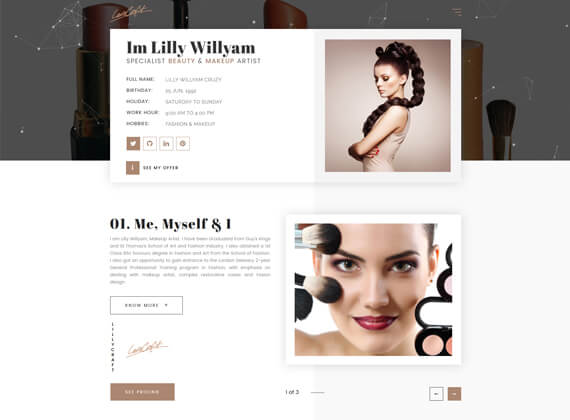 Im Lilly Willyam
SPECIALIST BEAUTY & MAKEUP ARTIST
FULL NAME: LILLY WILLYAM CRUZY
BIRTHDAY: 05 JUN, 1992
HOLIDAY: SATURDAY TO SUNDAY
WORK HOUR: 9:00 AM TO 9:00 PM
HOBBIES: FASHION & MAKEUP
SEE MY OFFER
01. Me, Myself & I
I am Lilly Willyam, Makeup Artist. I have been Graduated from Guy's Kings
and St Thomas's School of Art and Fashion Industry. I also obtained a 1st
Class BSc honours degree in Fashion and Art from the School of Fashion.
I also got an opportunity to gain entrance to the London Delivery 2-year
General Professional Training program in Fashion, with emphasis on
dealing with makeup artist, complex restorative cases and Faison
design.
KNOW MORE
LILLYCRAFT
SEE PROCING
1 of 3